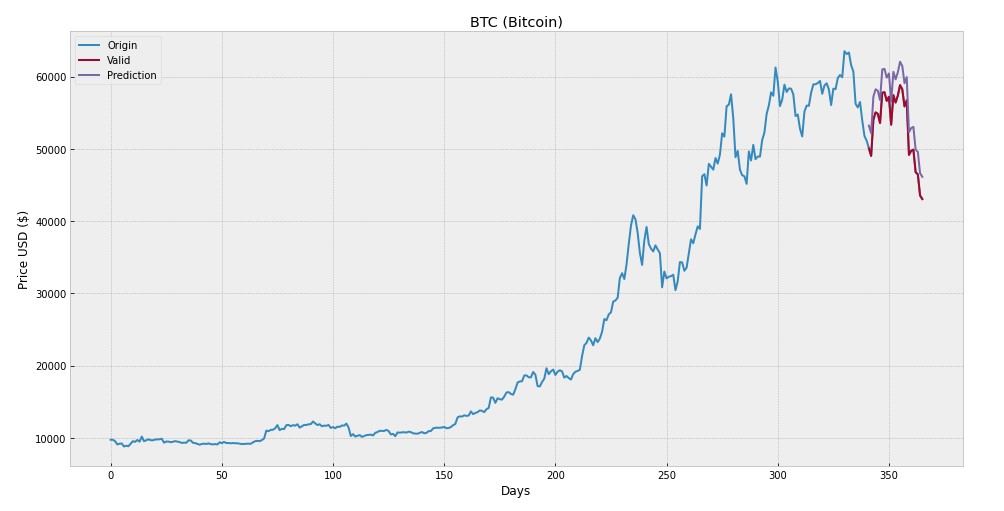 BTC (Bitcoin)
Origin
Valid
Prediction
Price USD ($)
60000
50000
40000
30000
20000
10000
0 50 100 150 200 250 300 350
Days